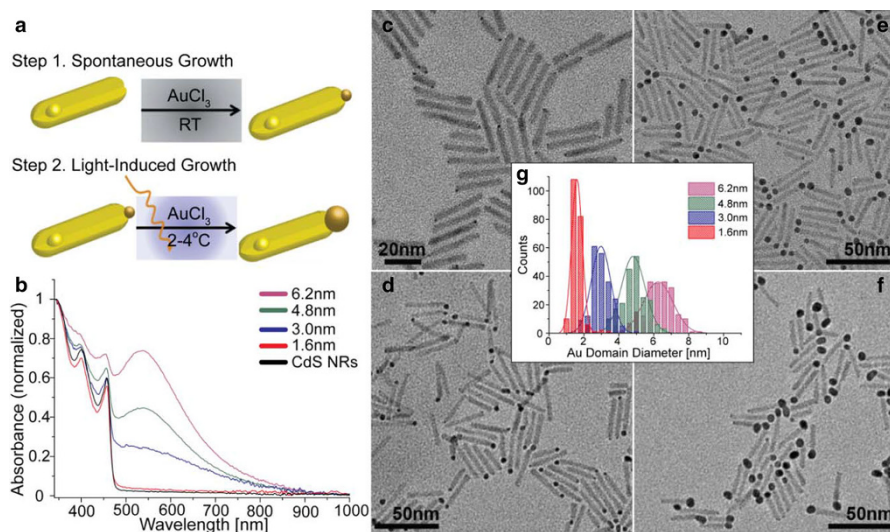 a
Step 1. Spontaneous Growth
AuCl3
RT
Step 2. Light-Induced Growth
AuCl3
2-4°C
b
Absorbance (normalized)
1
0.8
0.6
0.4
0.2
0
6.2nm
4.8nm
3.0nm
1.6nm
CdS NRs
400 500 600 700 800 900 1000
Wavelength [nm]
c
20nm
e
50nm
g
Counts
100
80
60
40
20
0
6.2nm
4.8nm
3.0nm
1.6nm
0 2 4 6 8 10
Au Domain Diameter [nm]
d
50nm
f
50nm